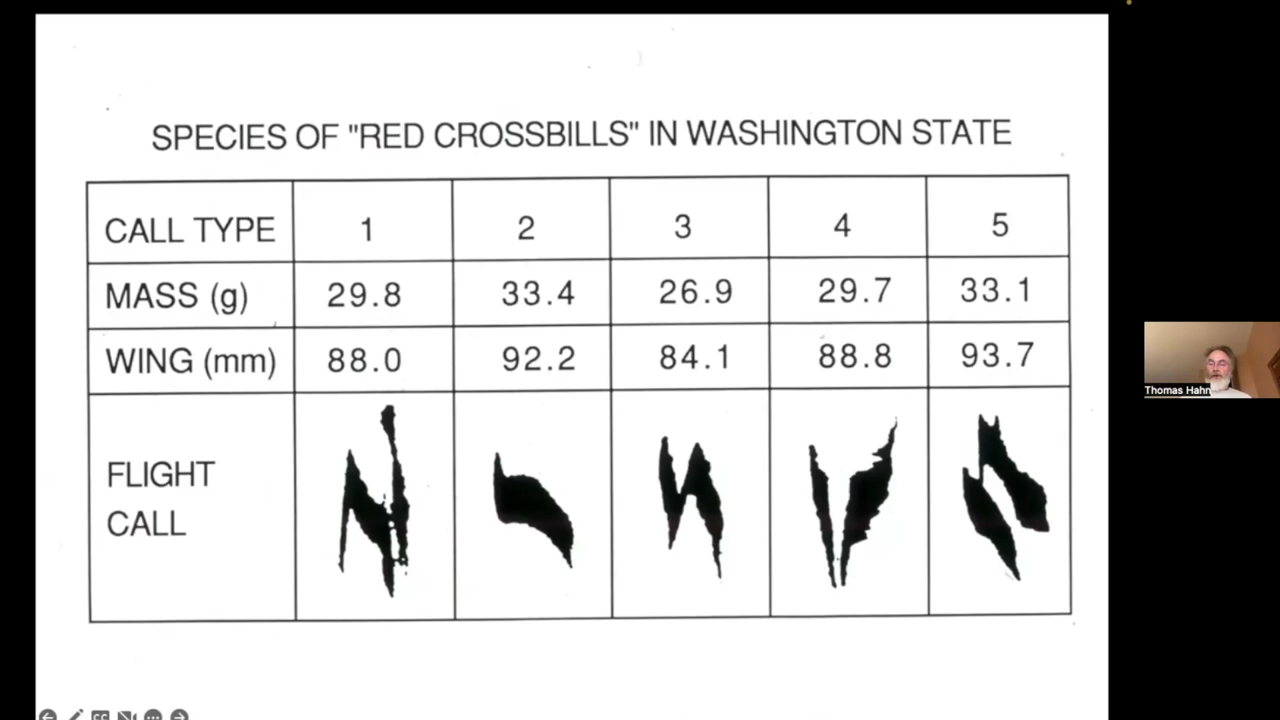 SPECIES OF "RED CROSSBILLS" IN WASHINGTON STATE
CALL TYPE 1 2 3 4 5
MASS (g) 29.8 33.4 26.9 29.7 33.1
WING (mm) 88.0 92.2 84.1 88.8 93.7
FLIGHT
CALL
Thomas Hahn
CC